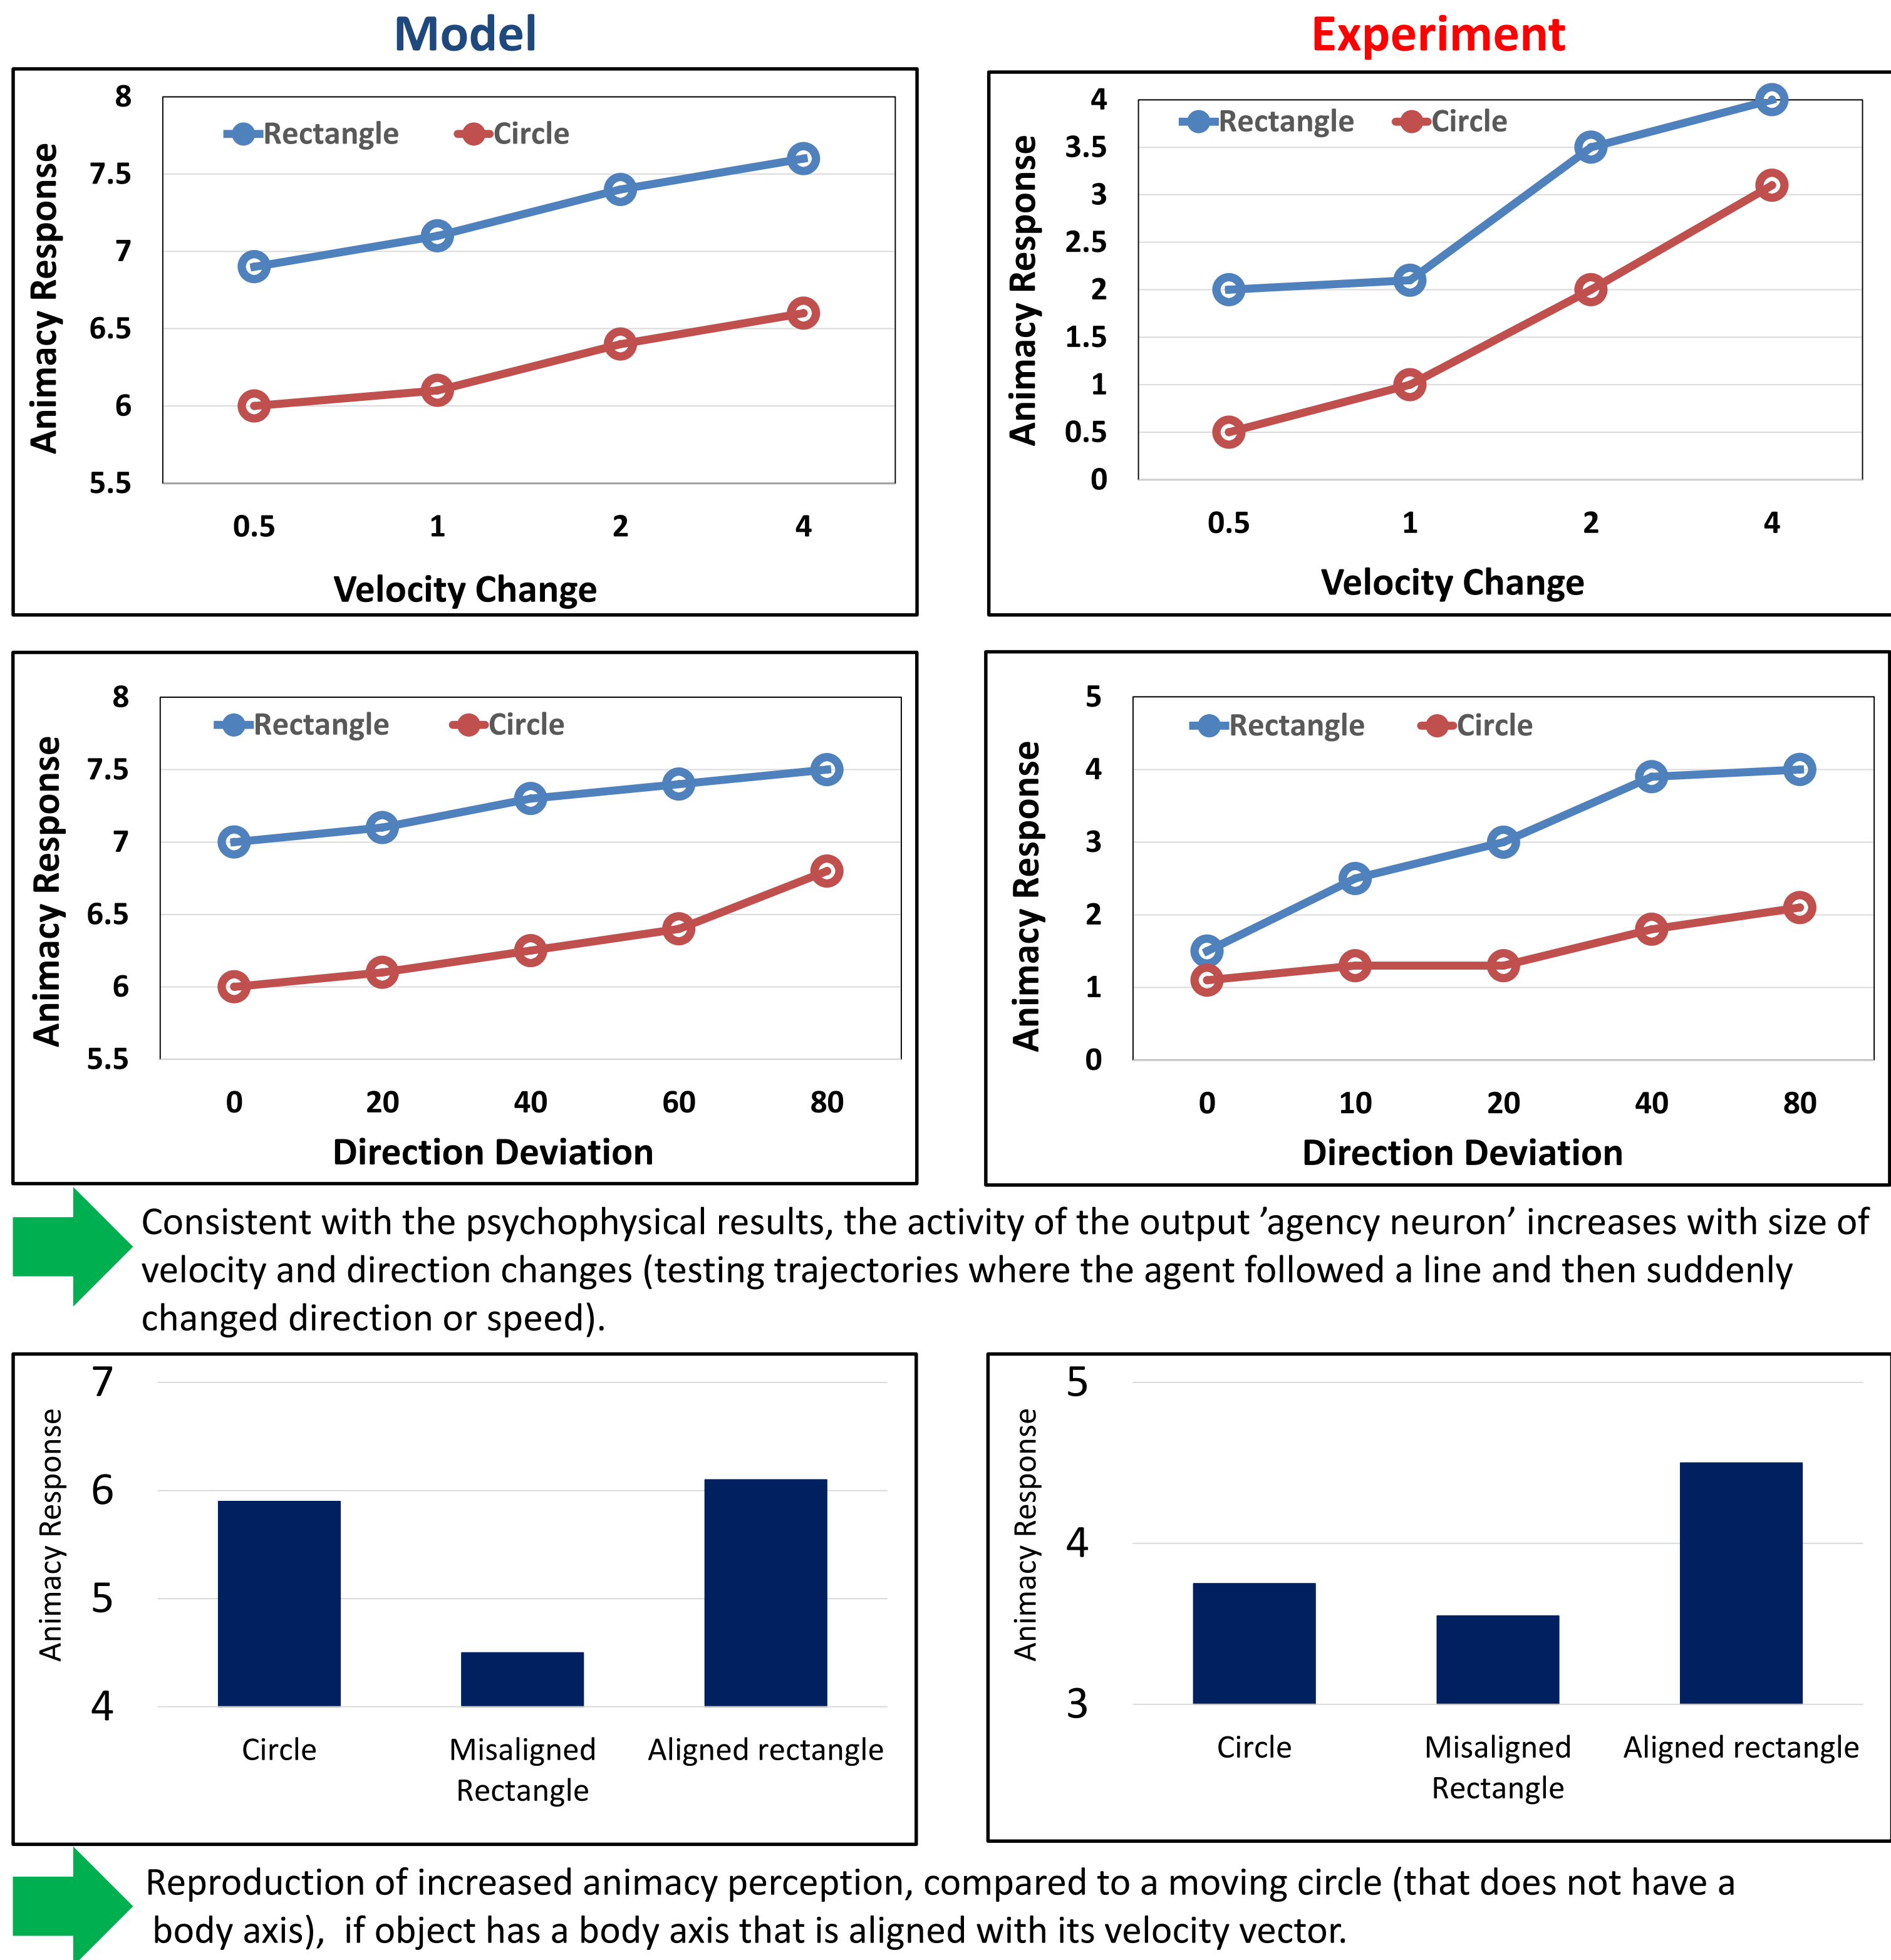 Model
Experiment
8
7.5
7
6.5
6
5.5
Animacy Response
Rectangle
Circle
0.5 1 2 4
Velocity Change
4
3.5
3
2.5
2
1.5
1
0.5
0
Animacy Response
Rectangle
Circle
0.5 1 2 4
Velocity Change
8
7.5
7
6.5
6
5.5
Animacy Response
Rectangle
Circle
0 20 40 60 80
Direction Deviation
5
4
3
2
1
0
Animacy Response
Rectangle
Circle
0 10 20 40 80
Direction Deviation
Consistent with the psychophysical results, the activity of the output ’agency neuron’ increases with size of
velocity and direction changes (testing trajectories where the agent followed a line and then suddenly
changed direction or speed).
7
6
5
4
Animacy Response
Circle
Misaligned
Rectangle
Aligned rectangle
5
4
3
Animacy Response
Circle
Misaligned
Rectangle
Aligned rectangle
Reproduction of increased animacy perception, compared to a moving circle (that does not have a
body axis), if object has a body axis that is aligned with its velocity vector.